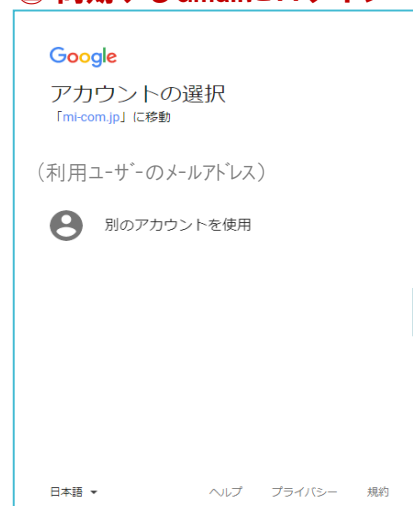 Google
アカウントの選択
「mi-com.jp」に移動
（利用ユｰザｰのメｰルアドレス）
別のアカウントを使用
日本語
ヘルプ プライバシー 規約